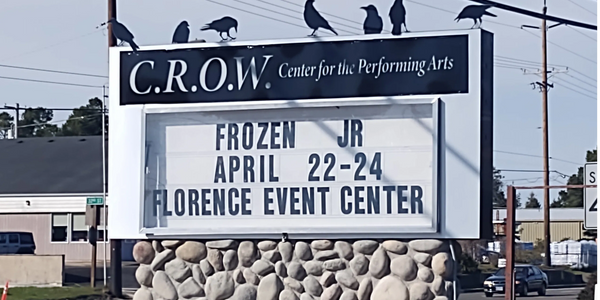 C.R.O.W. Center for the Performing Arts
FROZEN JR
APRIL 22-24
FLORENCE EVENT CENTER